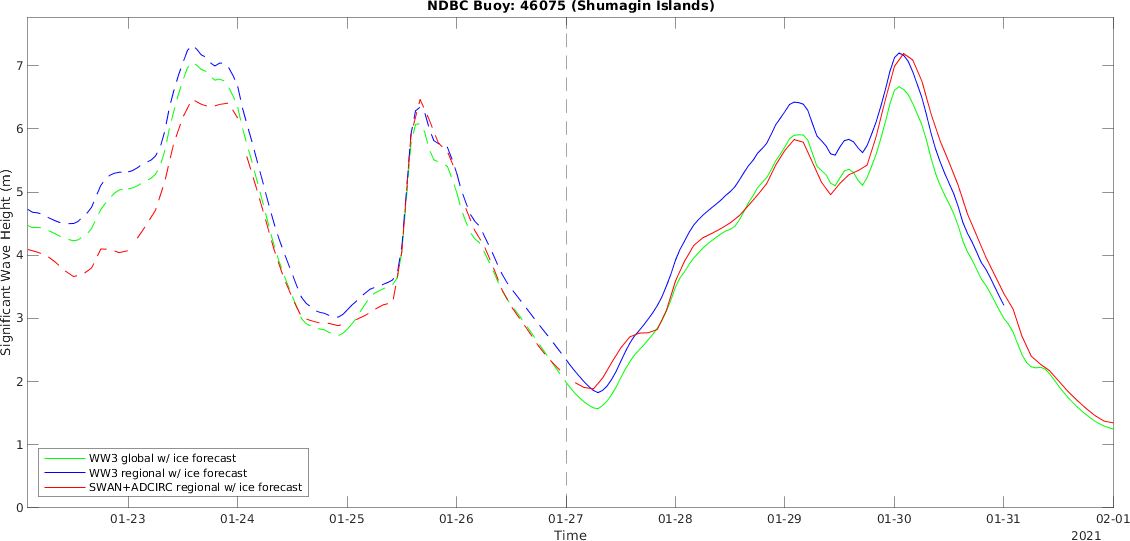 NDBC Buoy: 46075 (Shumagin Islands)
Significant Wave Height (m)
7
6
5
4
3
2
1
0
WW3 global w/ ice forecast
WW3 regional w/ ice forecast
SWAN+ADCIRC regional w/ ice forecast
01-23 01-24 01-25 01-26 01-27 01-28 01-29 01-30 01-31 02-01
Time
2021